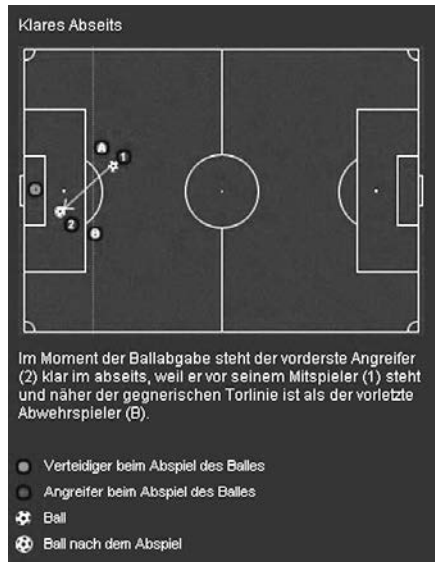 Klares Abseits
A
1
2
B
Im Moment der Ballabgabe steht der vorderste Angreifer
(2) klar im abseits, weil er vor seinem Mitspieler (1) steht
und näher der gegnerischen Torlinie ist als der vorletzte
Abwehrspieler (B).
Verteidiger beim Abspiel des Balles
Angreifer beim Abspiel des Balles
Ball
Ball nach dem Abspiel